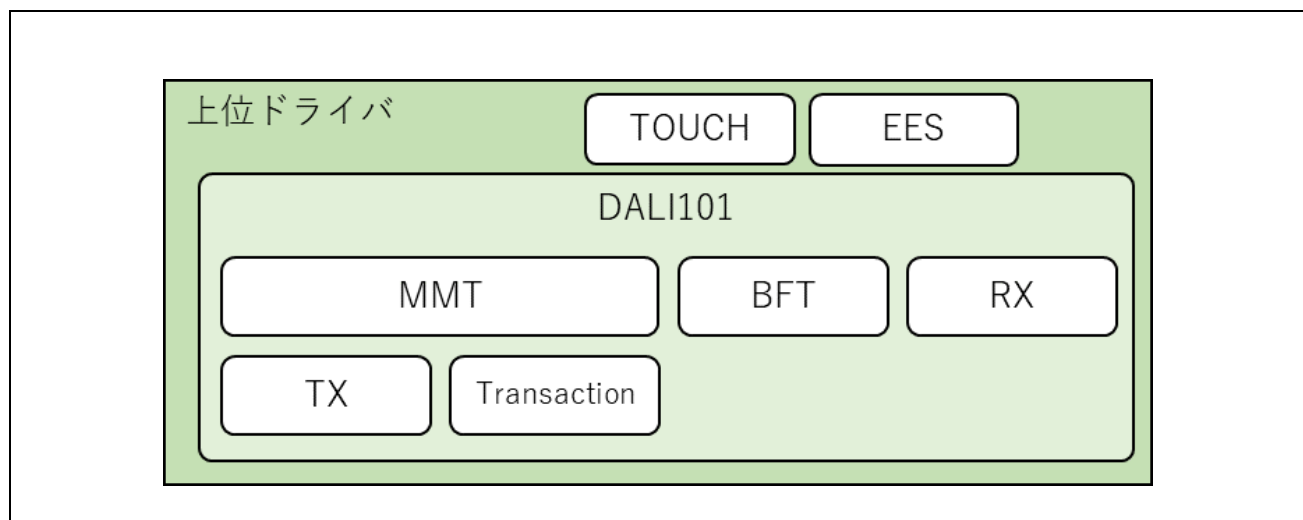 上位ドライバ
TOUCH
EES
DALI101
MMT
BFT
RX
TX
Transaction